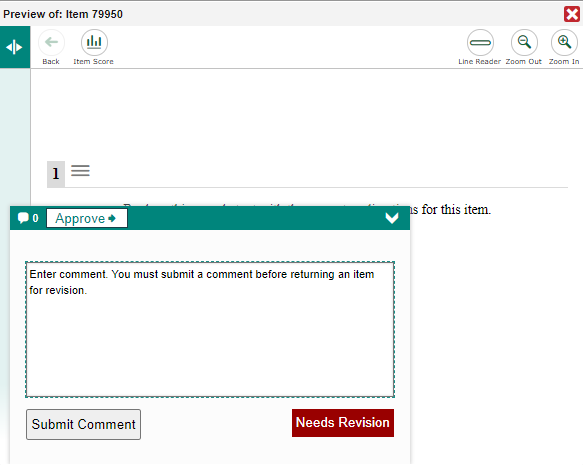 Preview of: Item 79950
Back
Item Score
Line Reader
Zoom Out
Zoom In
1
for this item.
0
Approve
Enter comment. You must submit a comment before returning an item
for revision.
Submit Comment
Needs Revision